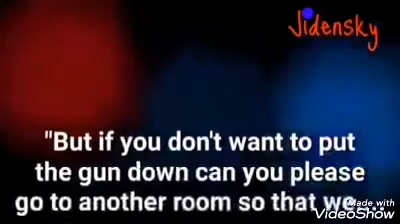 Jidensky
"But if you don't want to put
the gun down can you please
go to another room so that
Made with
VideoShow